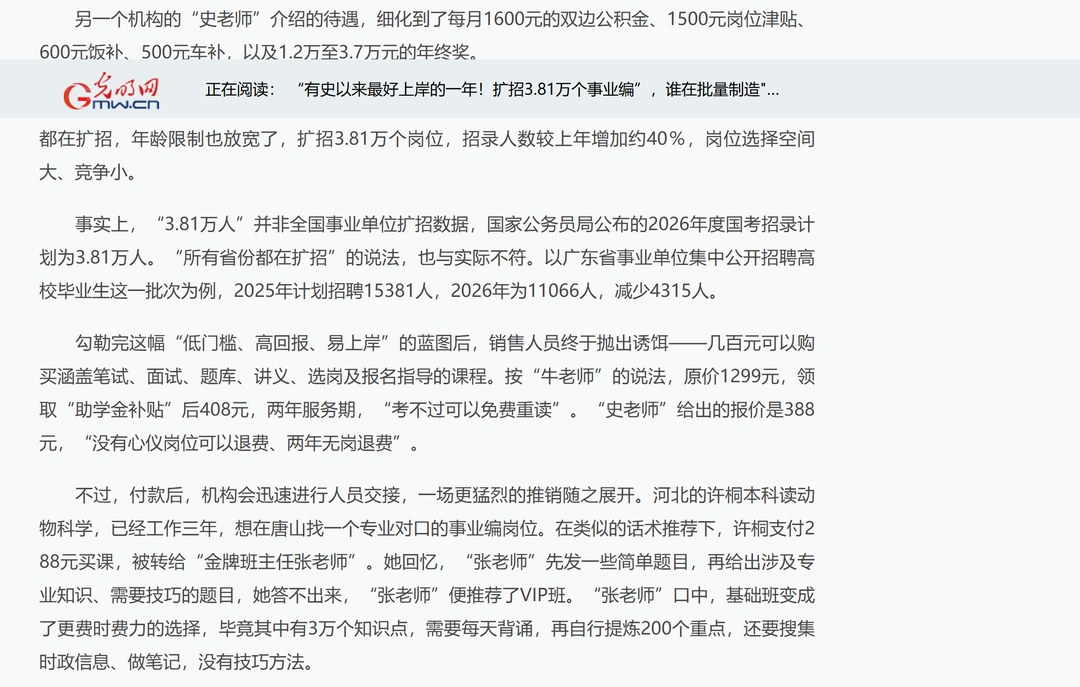 另一个机构的“史老师”介绍的待遇，细化到了每月1600元的双边公积金、1500元岗位津贴、
600元饭补、500元车补，以及1.2万至3.7万元的年终奖。
光明网
GMW.CN
正在阅读： “有史以来最好上岸的一年！扩招3.81万个事业编”，谁在批量制造"...
都在扩招，年龄限制也放宽了，扩招3.81万个岗位，招录人数较上年增加约40%，岗位选择空间
大、竞争小。
事实上，“3.81万人”并非全国事业单位扩招数据，国家公务员局公布的2026年度国考招录计
划为3.81万人。“所有省份都在扩招”的说法，也与实际不符。以广东省事业单位集中公开招聘高
校毕业生这一批次为例，2025年计划招聘15381人，2026年为11066人，减少4315人。
勾勒完这幅“低门槛、高回报、易上岸”的蓝图后，销售人员终于抛出诱饵——几百元可以购
买涵盖笔试、面试、题库、讲义、选岗及报名指导的课程。按“牛老师”的说法，原价1299元，领
取“助学金补贴”后408元，两年服务期，“考不过可以免费重读”。“史老师”给出的报价是388
元，“没有心仪岗位可以退费、两年无岗退费”。
不过，付款后，机构会迅速进行人员交接，一场更猛烈的推销随之展开。河北的许桐本科读动
物科学，已经工作三年，想在唐山找一个专业对口的事业编岗位。在类似的话术推荐下，许桐支付2
88元买课，被转给“金牌班主任张老师”。她回忆，“张老师”先发一些简单题目，再给出涉及专
业知识、需要技巧的题目，她答不出来，“张老师”便推荐了VIP班。“张老师”口中，基础班变成
了更费时费力的选择，毕竟其中有3万个知识点，需要每天背诵，再自行提炼200个重点，还要搜集
时政信息、做笔记，没有技巧方法。